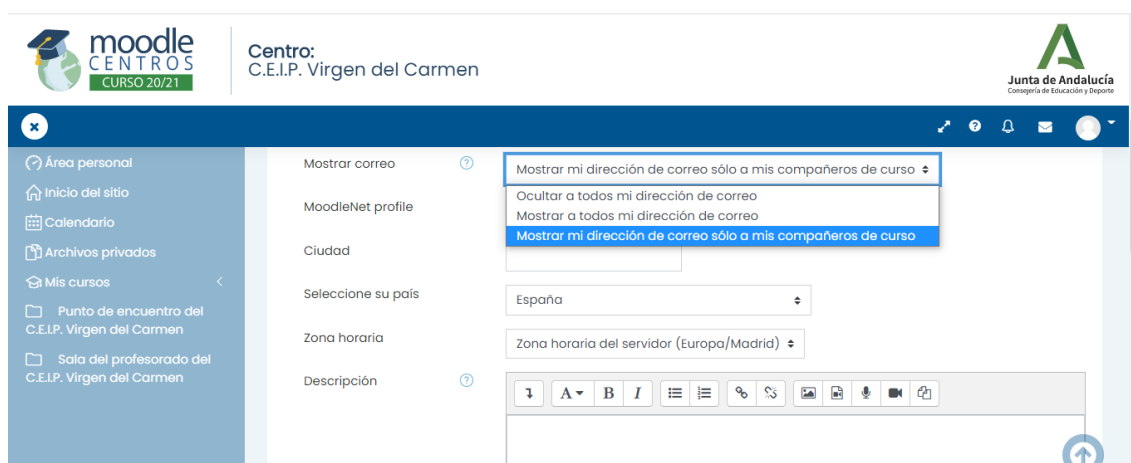 moodle
CENTROS
CURSO 20/21
Centro:
C.E.I.P. Virgen del Carmen
Junta de Andalucía
Consejería de Educación y Deporte
Área personal
Inicio del sitio
Calendario
Archivos privados
Mis cursos
Punto de encuentro del
C.E.I.P. Virgen del Carmen
Sala del profesorado del
C.E.I.P. Virgen del Carmen
Mostrar correo
Mostrar mi dirección de correo sólo a mis compañeros de curso
Ocultar a todos mi dirección de correo
Mostrar a todos mi dirección de correo
Mostrar mi dirección de correo sólo a mis compañeros de curso
MoodleNet profile
Ciudad
Seleccione su país
España
Zona horaria
Zona horaria del servidor (Europa/Madrid)
Descripción
A B I